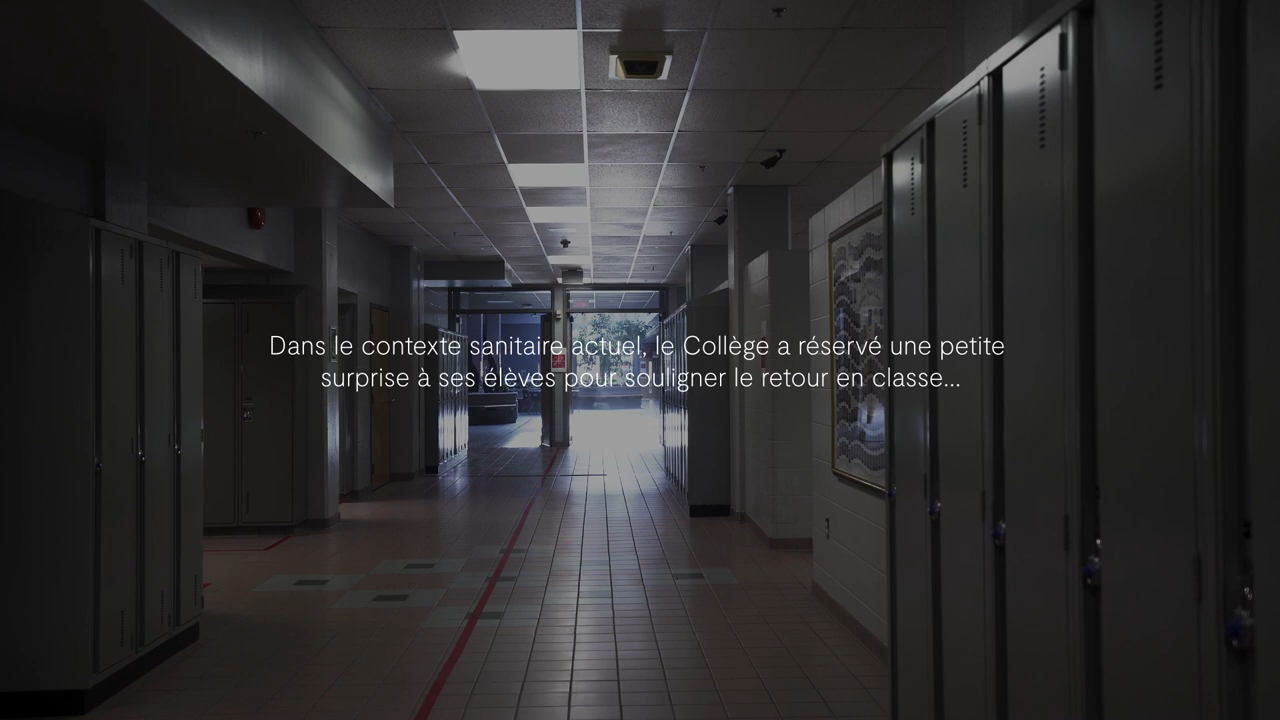 Dans le contexte sanitaire actuel, le Collège a réservé une petite
surprise à ses élèves pour souligner le retour en classe...